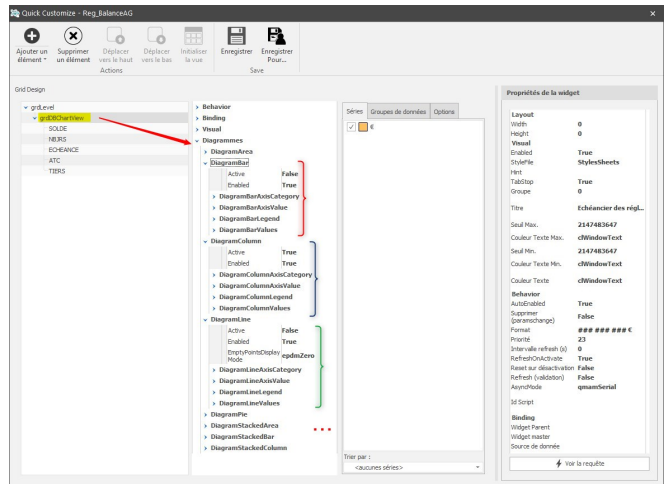 Quick Customize - Reg_BalanceAG
Ajouter un élément
Supprimer un élément
Déplacer vers le haut
Déplacer vers le bas
Initialiser la vue
Enregistrer
Enregistrer Pour...
Actions
Save
Grid Design
grdLevel
grdDBChartView
SOLDE
NBJRS
ECHEANCE
ATC
TIERS
Behavior
Binding
Visual
Diagrammes
DiagramArea
DiagramBar
Active False
Enabled True
DiagramBarAxisCategory
DiagramBarAxisValue
DiagramBarLegend
DiagramBarValues
DiagramColumn
Active True
Enabled True
DiagramColumnAxisCategory
DiagramColumnAxisValue
DiagramColumnLegend
DiagramColumnValues
DiagramLine
Active False
Enabled True
EmptyPointsDisplay Mode epdmZero
DiagramLineAxisCategory
DiagramLineAxisValue
DiagramLineLegend
DiagramLineValues
DiagramPie
DiagramStackedArea
DiagramStackedBar
DiagramStackedColumn
Séries Groupes de données Options
€
Trier par :
<aucunes séries>
Propriétés de la widget
Layout
Width 0
Height 0
Visual
Enabled True
StyleFile StylesSheets
Hint
TabStop True
Groupe 0
Titre Echéancier des régl...
Seuil Max. 2147483647
Couleur Texte Max. clWindowText
Seuil Min. 2147483647
Couleur Texte Min. clWindowText
Couleur Texte clWindowText
Behavior
AutoEnabled True
Supprimer (paramschange) False
Format ### ### ### €
Priorité 23
Intervalle refresh (s) 0
RefreshOnActivate True
Reset sur désactivation False
Refresh (validation) False
AsyncMode qmamSerial
Id Script
Binding
Widget Parent
Widget master
Source de donnée
Voir la requête